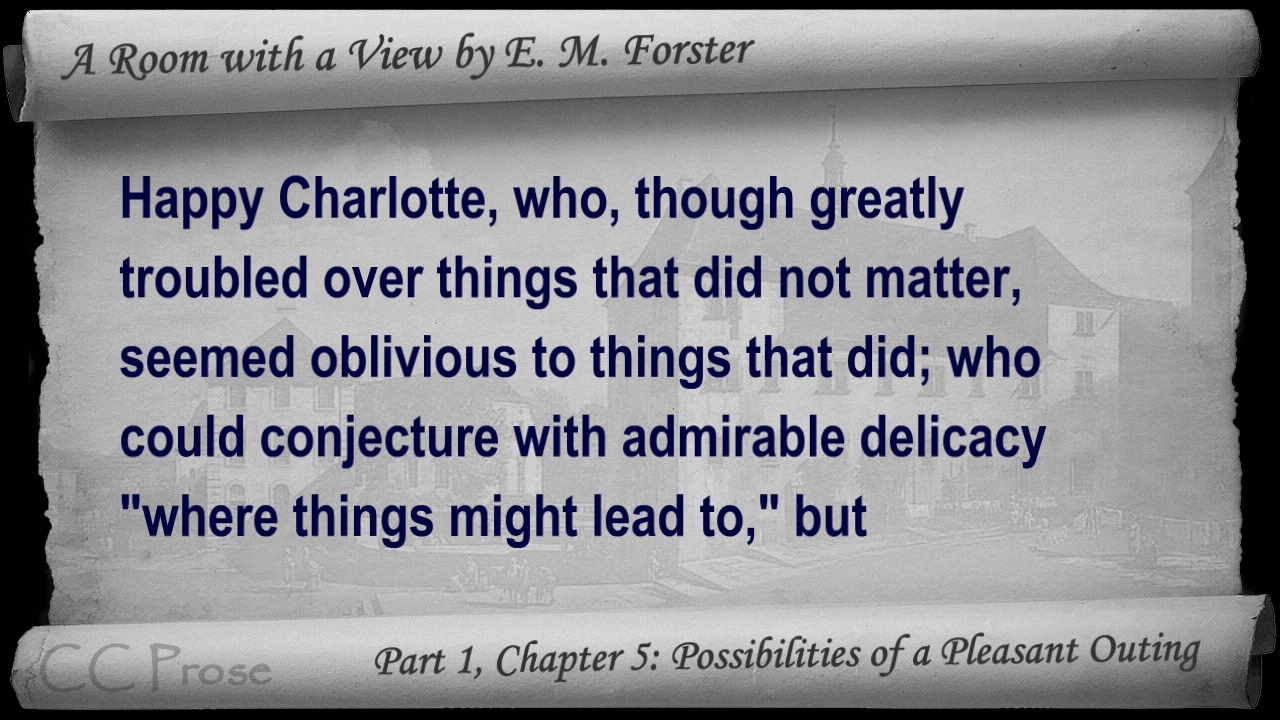 A Room with a View by E. M. Forster
Happy Charlotte, who, though greatly
troubled over things that did not matter,
seemed oblivious to things that did; who
could conjecture with admirable delicacy
"where things might lead to," but
CC Prose
Part 1, Chapter 5: Possibilities of a Pleasant Outing